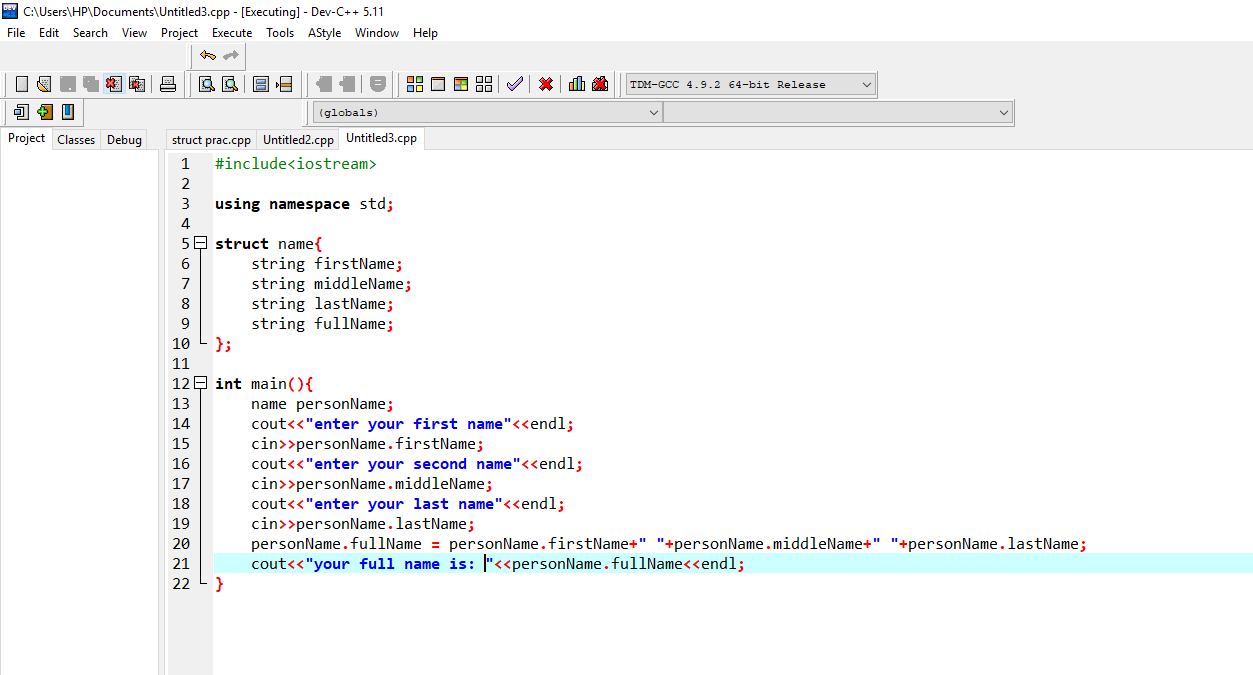 C:\Users\HP\Documents\Untitled3.cpp - [Executing] - Dev-C++ 5.11
File Edit Search View Project Execute Tools AStyle Window Help
TDM-GCC 4.9.2 64-bit Release
(globals)
Project Classes Debug struct prac.cpp Untitled2.cpp Untitled3.cpp
1 #include<iostream>
2
3 using namespace std;
4
5 struct name{
6     string firstName;
7     string middleName;
8     string lastName;
9     string fullName;
10 };
11
12 int main(){
13     name personName;
14     cout<<"enter your first name"<<endl;
15     cin>>personName.firstName;
16     cout<<"enter your second name"<<endl;
17     cin>>personName.middleName;
18     cout<<"enter your last name"<<endl;
19     cin>>personName.lastName;
20     personName.fullName = personName.firstName+" "+personName.middleName+" "+personName.lastName;
21     cout<<"your full name is: "<<personName.fullName<<endl;
22 }